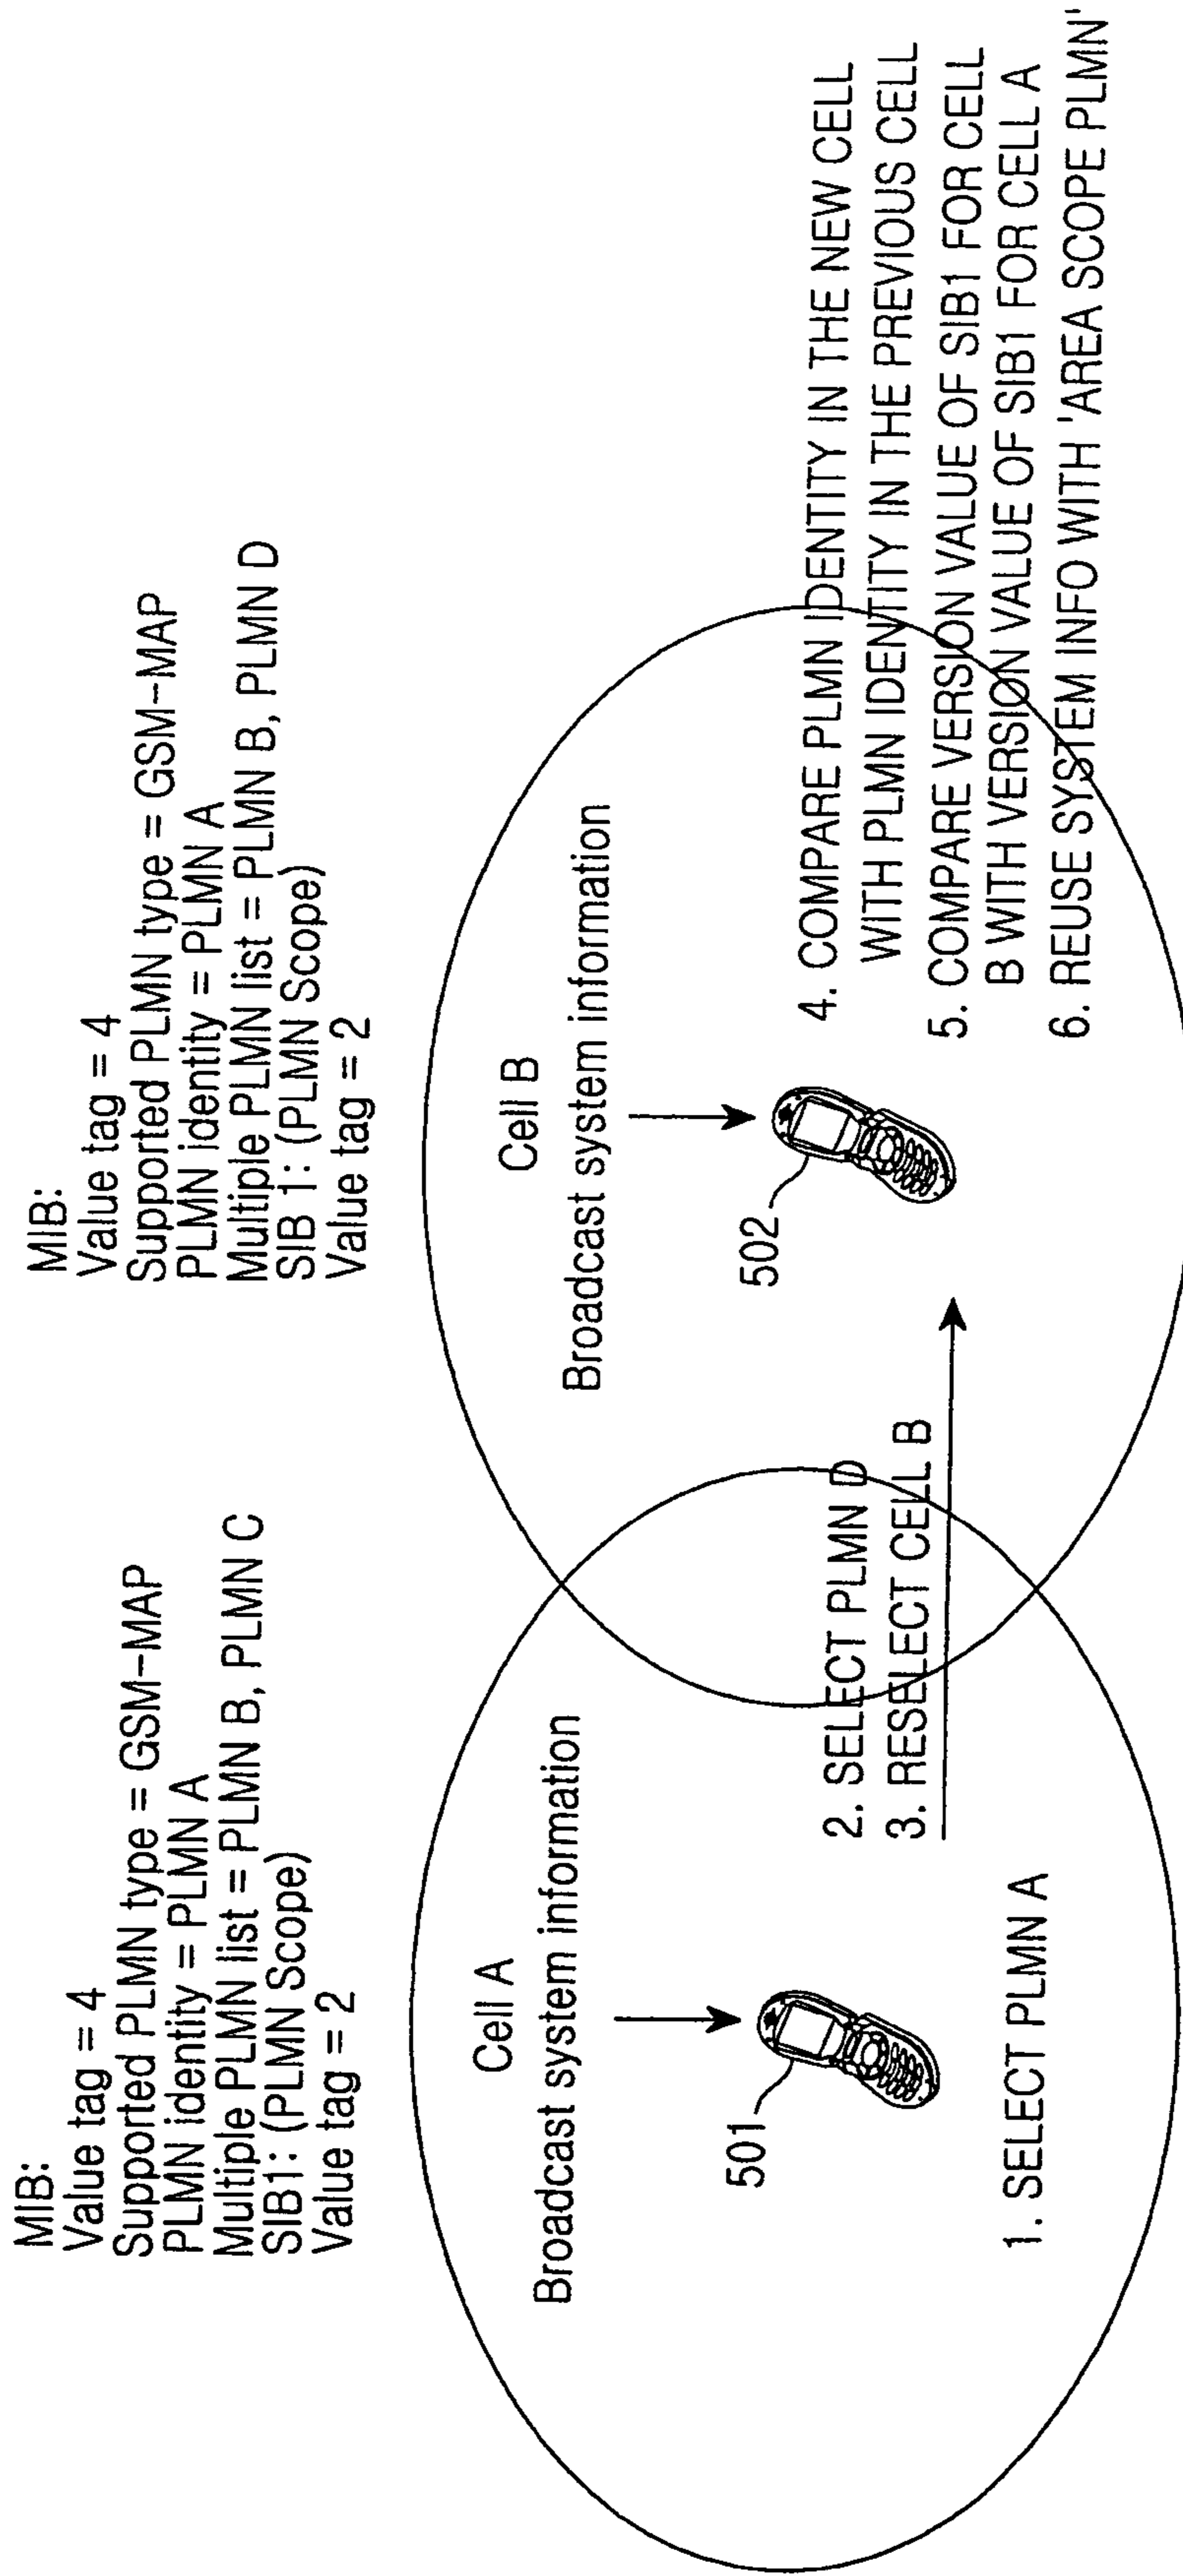 MIB:
Value tag = 4
Supported PLMN type = GSM-MAP
PLMN identity = PLMN A
Multiple PLMN list = PLMN B, PLMN C
SIB1: (PLMN Scope)
Value tag = 2
MIB:
Value tag = 4
Supported PLMN type = GSM-MAP
PLMN identity = PLMN A
Multiple PLMN list = PLMN B, PLMN D
SIB 1: (PLMN Scope)
Value tag = 2
Cell A
Broadcast system information
501
1. SELECT PLMN A
2. SELECT PLMN D
3. RESELECT CELL B
Cell B
Broadcast system information
502
4. COMPARE PLMN IDENTITY IN THE NEW CELL
WITH PLMN IDENTITY IN THE PREVIOUS CELL
5. COMPARE VERSION VALUE OF SIB1 FOR CELL
B WITH VERSION VALUE OF SIB1 FOR CELL A
6. REUSE SYSTEM INFO WITH 'AREA SCOPE PLMN'